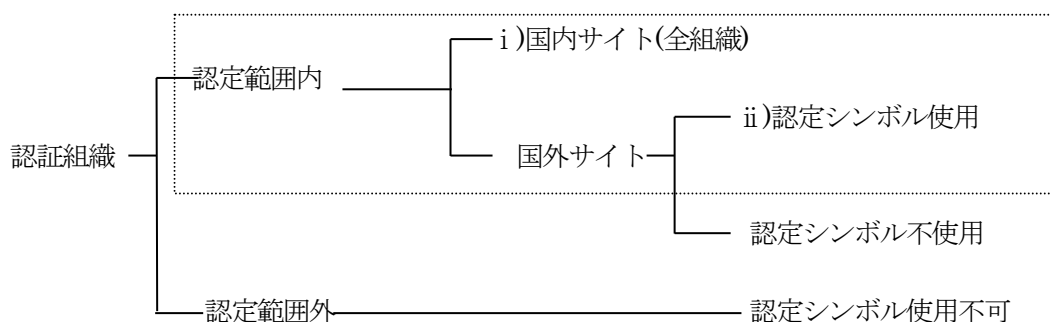 ⅰ)国内サイト(全組織)
認定範囲内
ⅱ)認定シンボル使用
認証組織
国外サイト
認定シンボル不使用
認定範囲外
認定シンボル使用不可